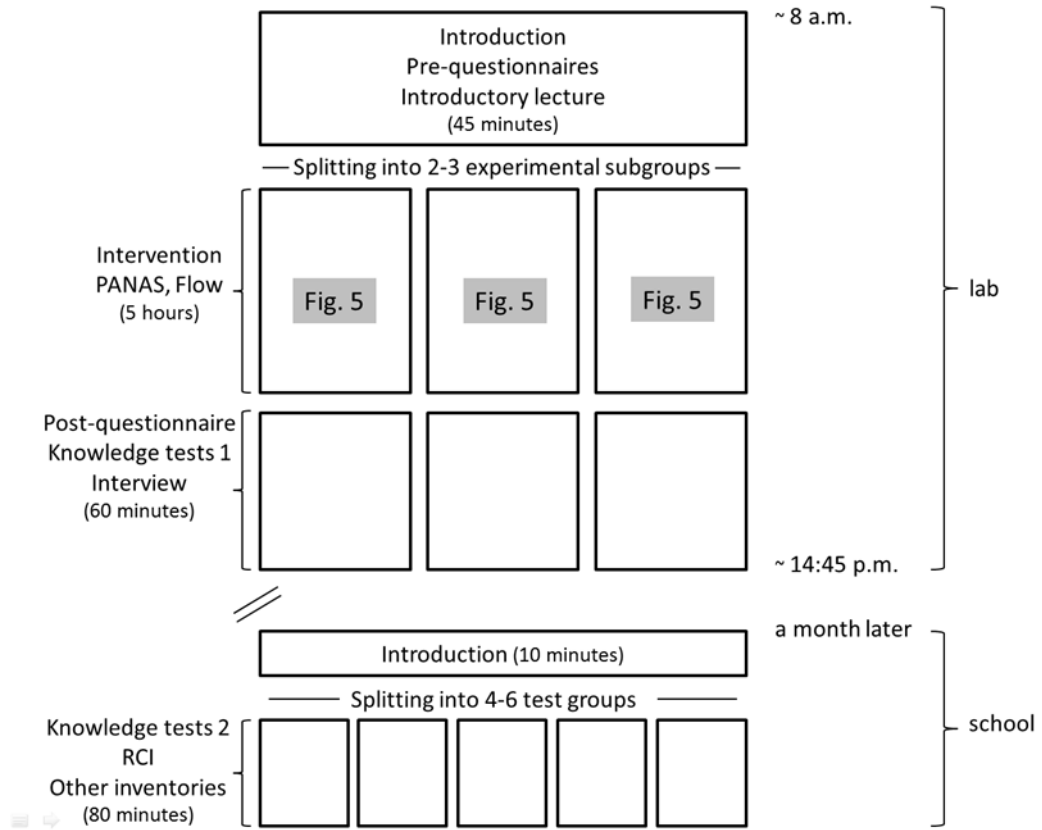 ~ 8 a.m.
Introduction
Pre-questionnaires
Introductory lecture
(45 minutes)
Splitting into 2-3 experimental subgroups
Intervention
PANAS, Flow
(5 hours)
Fig. 5
Fig. 5
Fig. 5
lab
Post-questionnaire
Knowledge tests 1
Interview
(60 minutes)
~ 14:45 p.m.
a month later
Introduction (10 minutes)
Splitting into 4-6 test groups
Knowledge tests 2
RCI
Other inventories
(80 minutes)
school